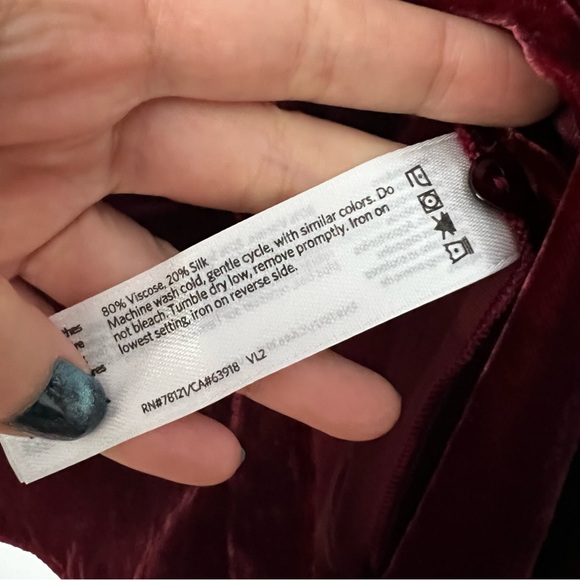 80% Viscose, 20% Silk
Machine wash cold, gentle cycle, with similar colors. Do
not bleach. Tumble dry low, remove promptly. Iron on
lowest setting, iron on reverse side.
RN#78121/CA#63918 VL2